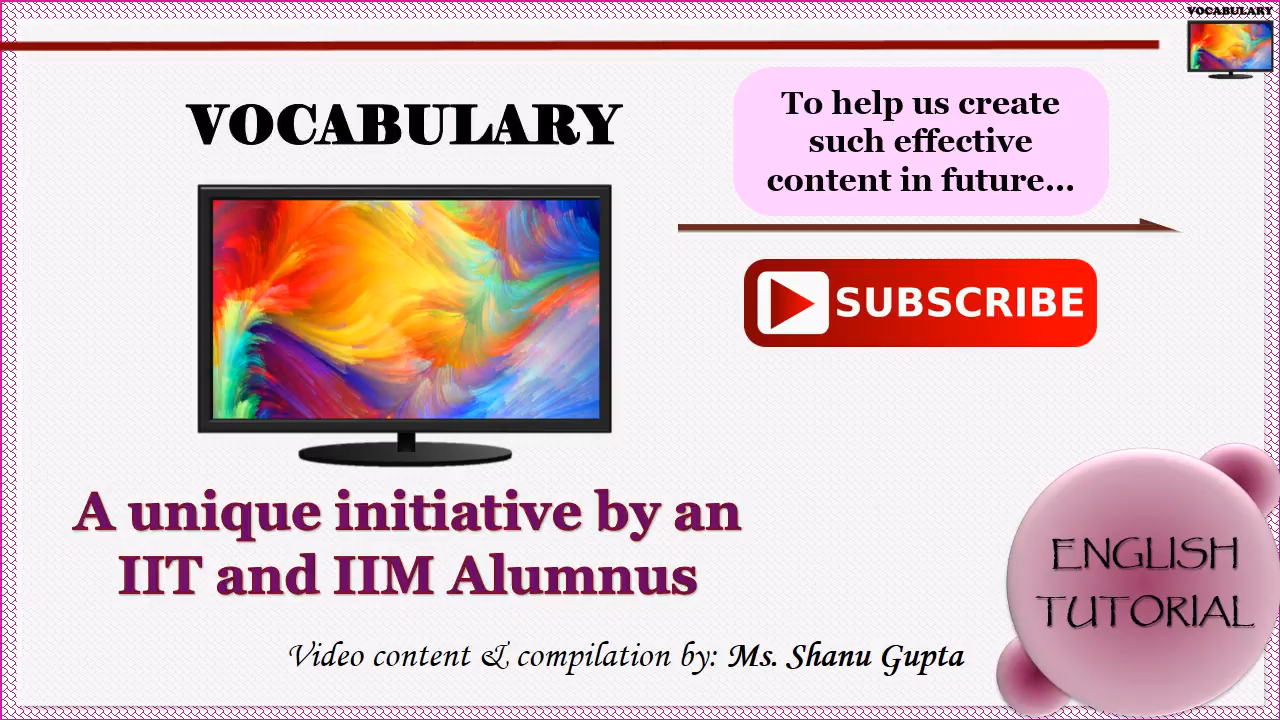 VOCABULARY
VOCABULARY
To help us create
such effective
content in future...
SUBSCRIBE
A unique initiative by an
IIT and IIM Alumnus
ENGLISH
TUTORIAL
Video content & compilation by: Ms. Shanu Gupta